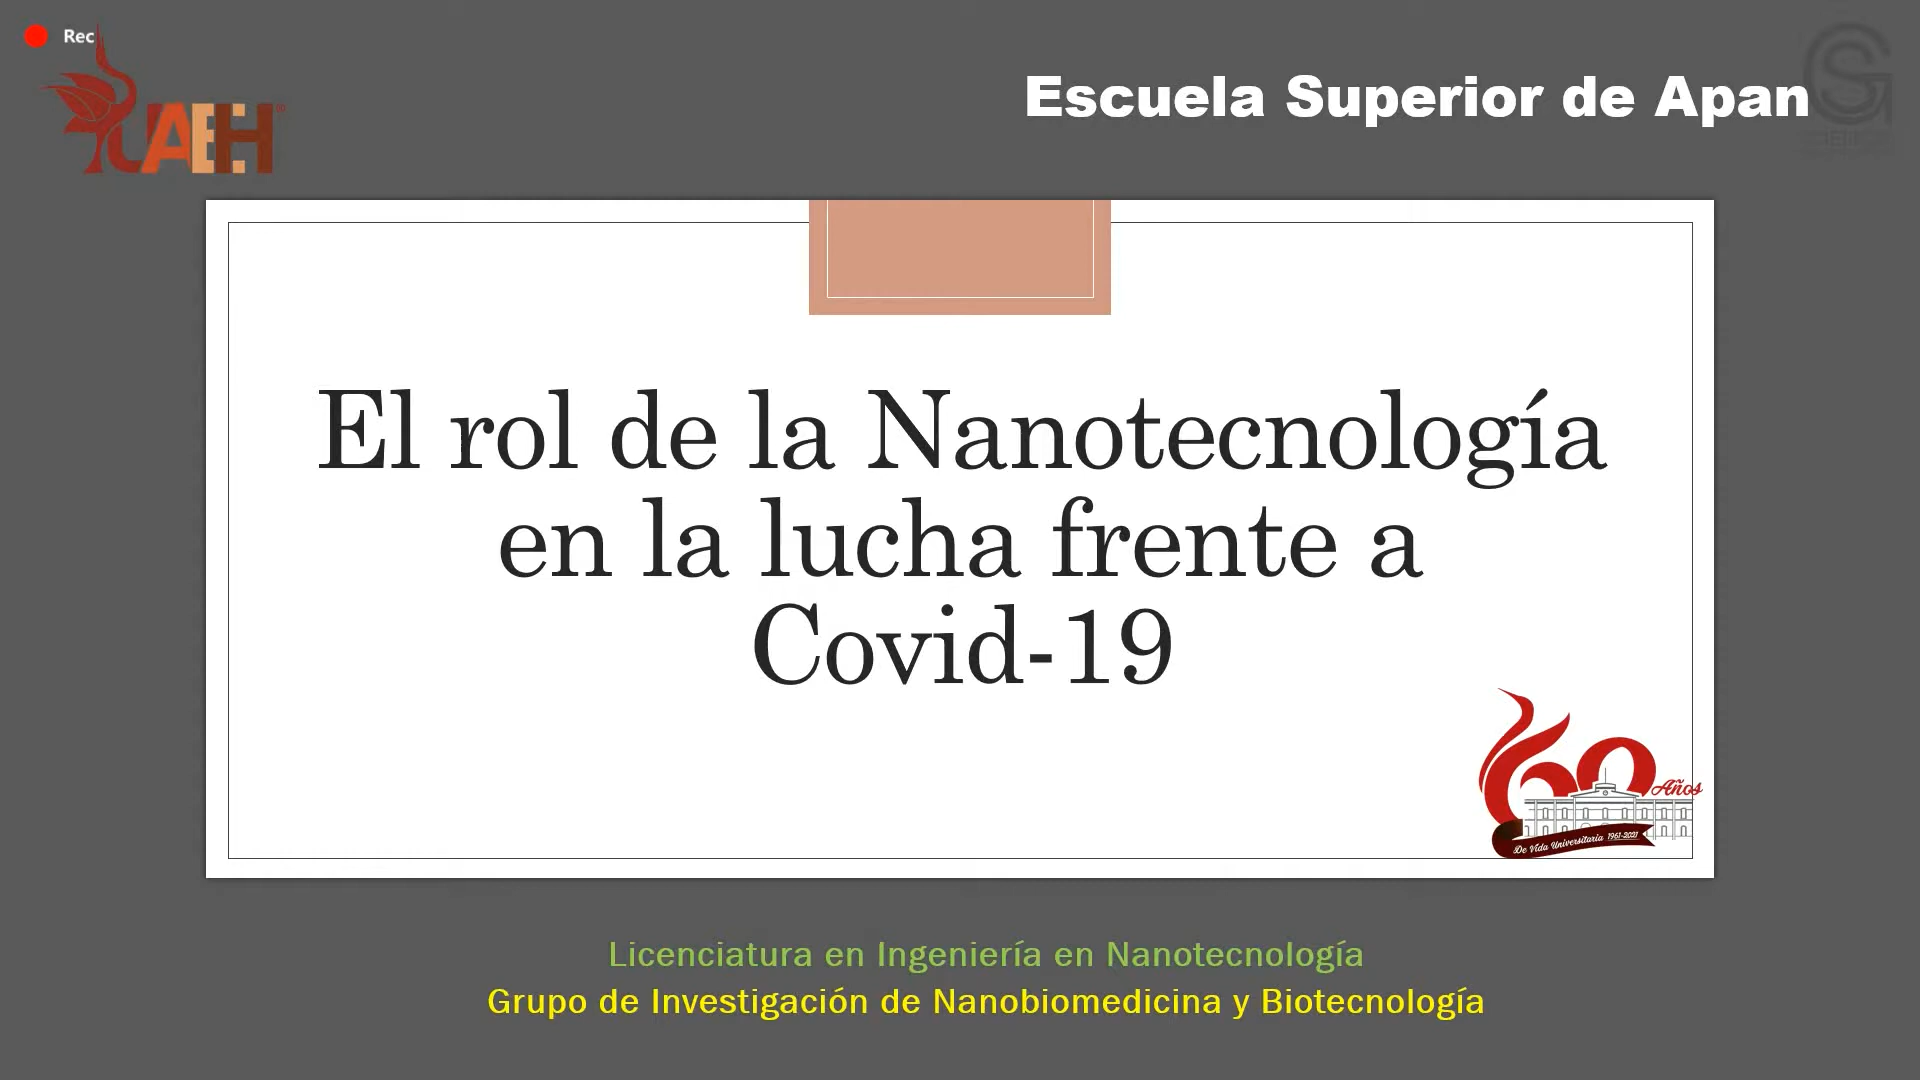 Rec
UAEH
Escuela Superior de Apan
El rol de la Nanotecnología
en la lucha frente a
Covid-19
60 Años
De Vida Universitaria 1961-2021
Licenciatura en Ingeniería en Nanotecnología
Grupo de Investigación de Nanobiomedicina y Biotecnología